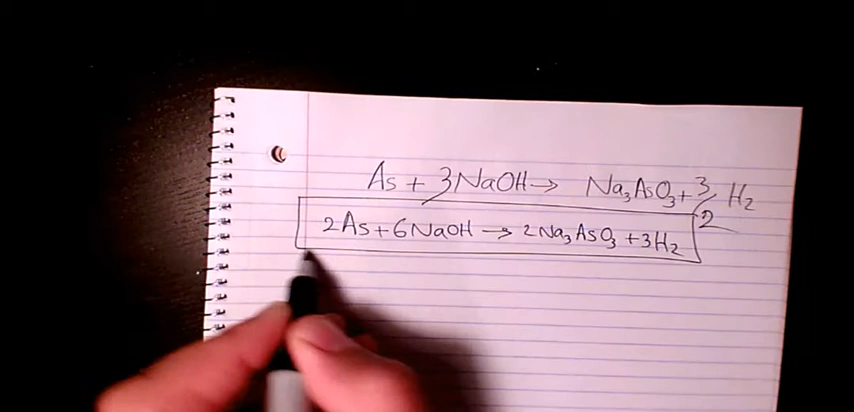 As + 3NaOH → Na₃AsO₃ + 3/2 H₂
2As + 6NaOH → 2Na₃AsO₃ + 3H₂